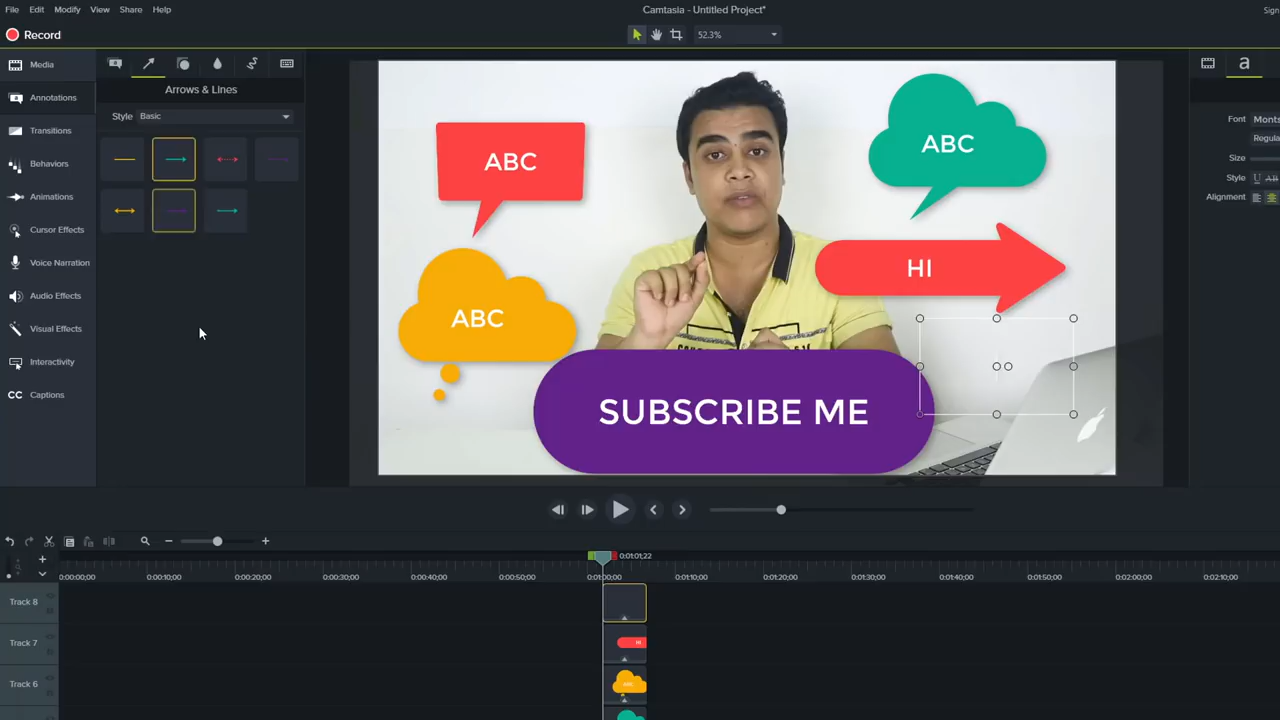 File Edit Modify View Share Help
Camtasia - Untitled Project*
Sign
Record
52.3%
Media
Annotations
Transitions
Behaviors
Animations
Cursor Effects
Voice Narration
Audio Effects
Visual Effects
Interactivity
CC Captions
Arrows & Lines
Style Basic
ABC
ABC
HI
ABC
SUBSCRIBE ME
a
Font Monts
Regular
Size
Style U AB
Alignment
0:01:01;22
0:00:00;00 0:00:10;00 0:00:20;00 0:00:30;00 0:00:40;00 0:00:50;00 0:01:00;00 0:01:10;00 0:01:20;00 0:01:30;00 0:01:40;00 0:01:50;00 0:02:00;00 0:02:10;00
Track 8
Track 7
HI
Track 6
ABC